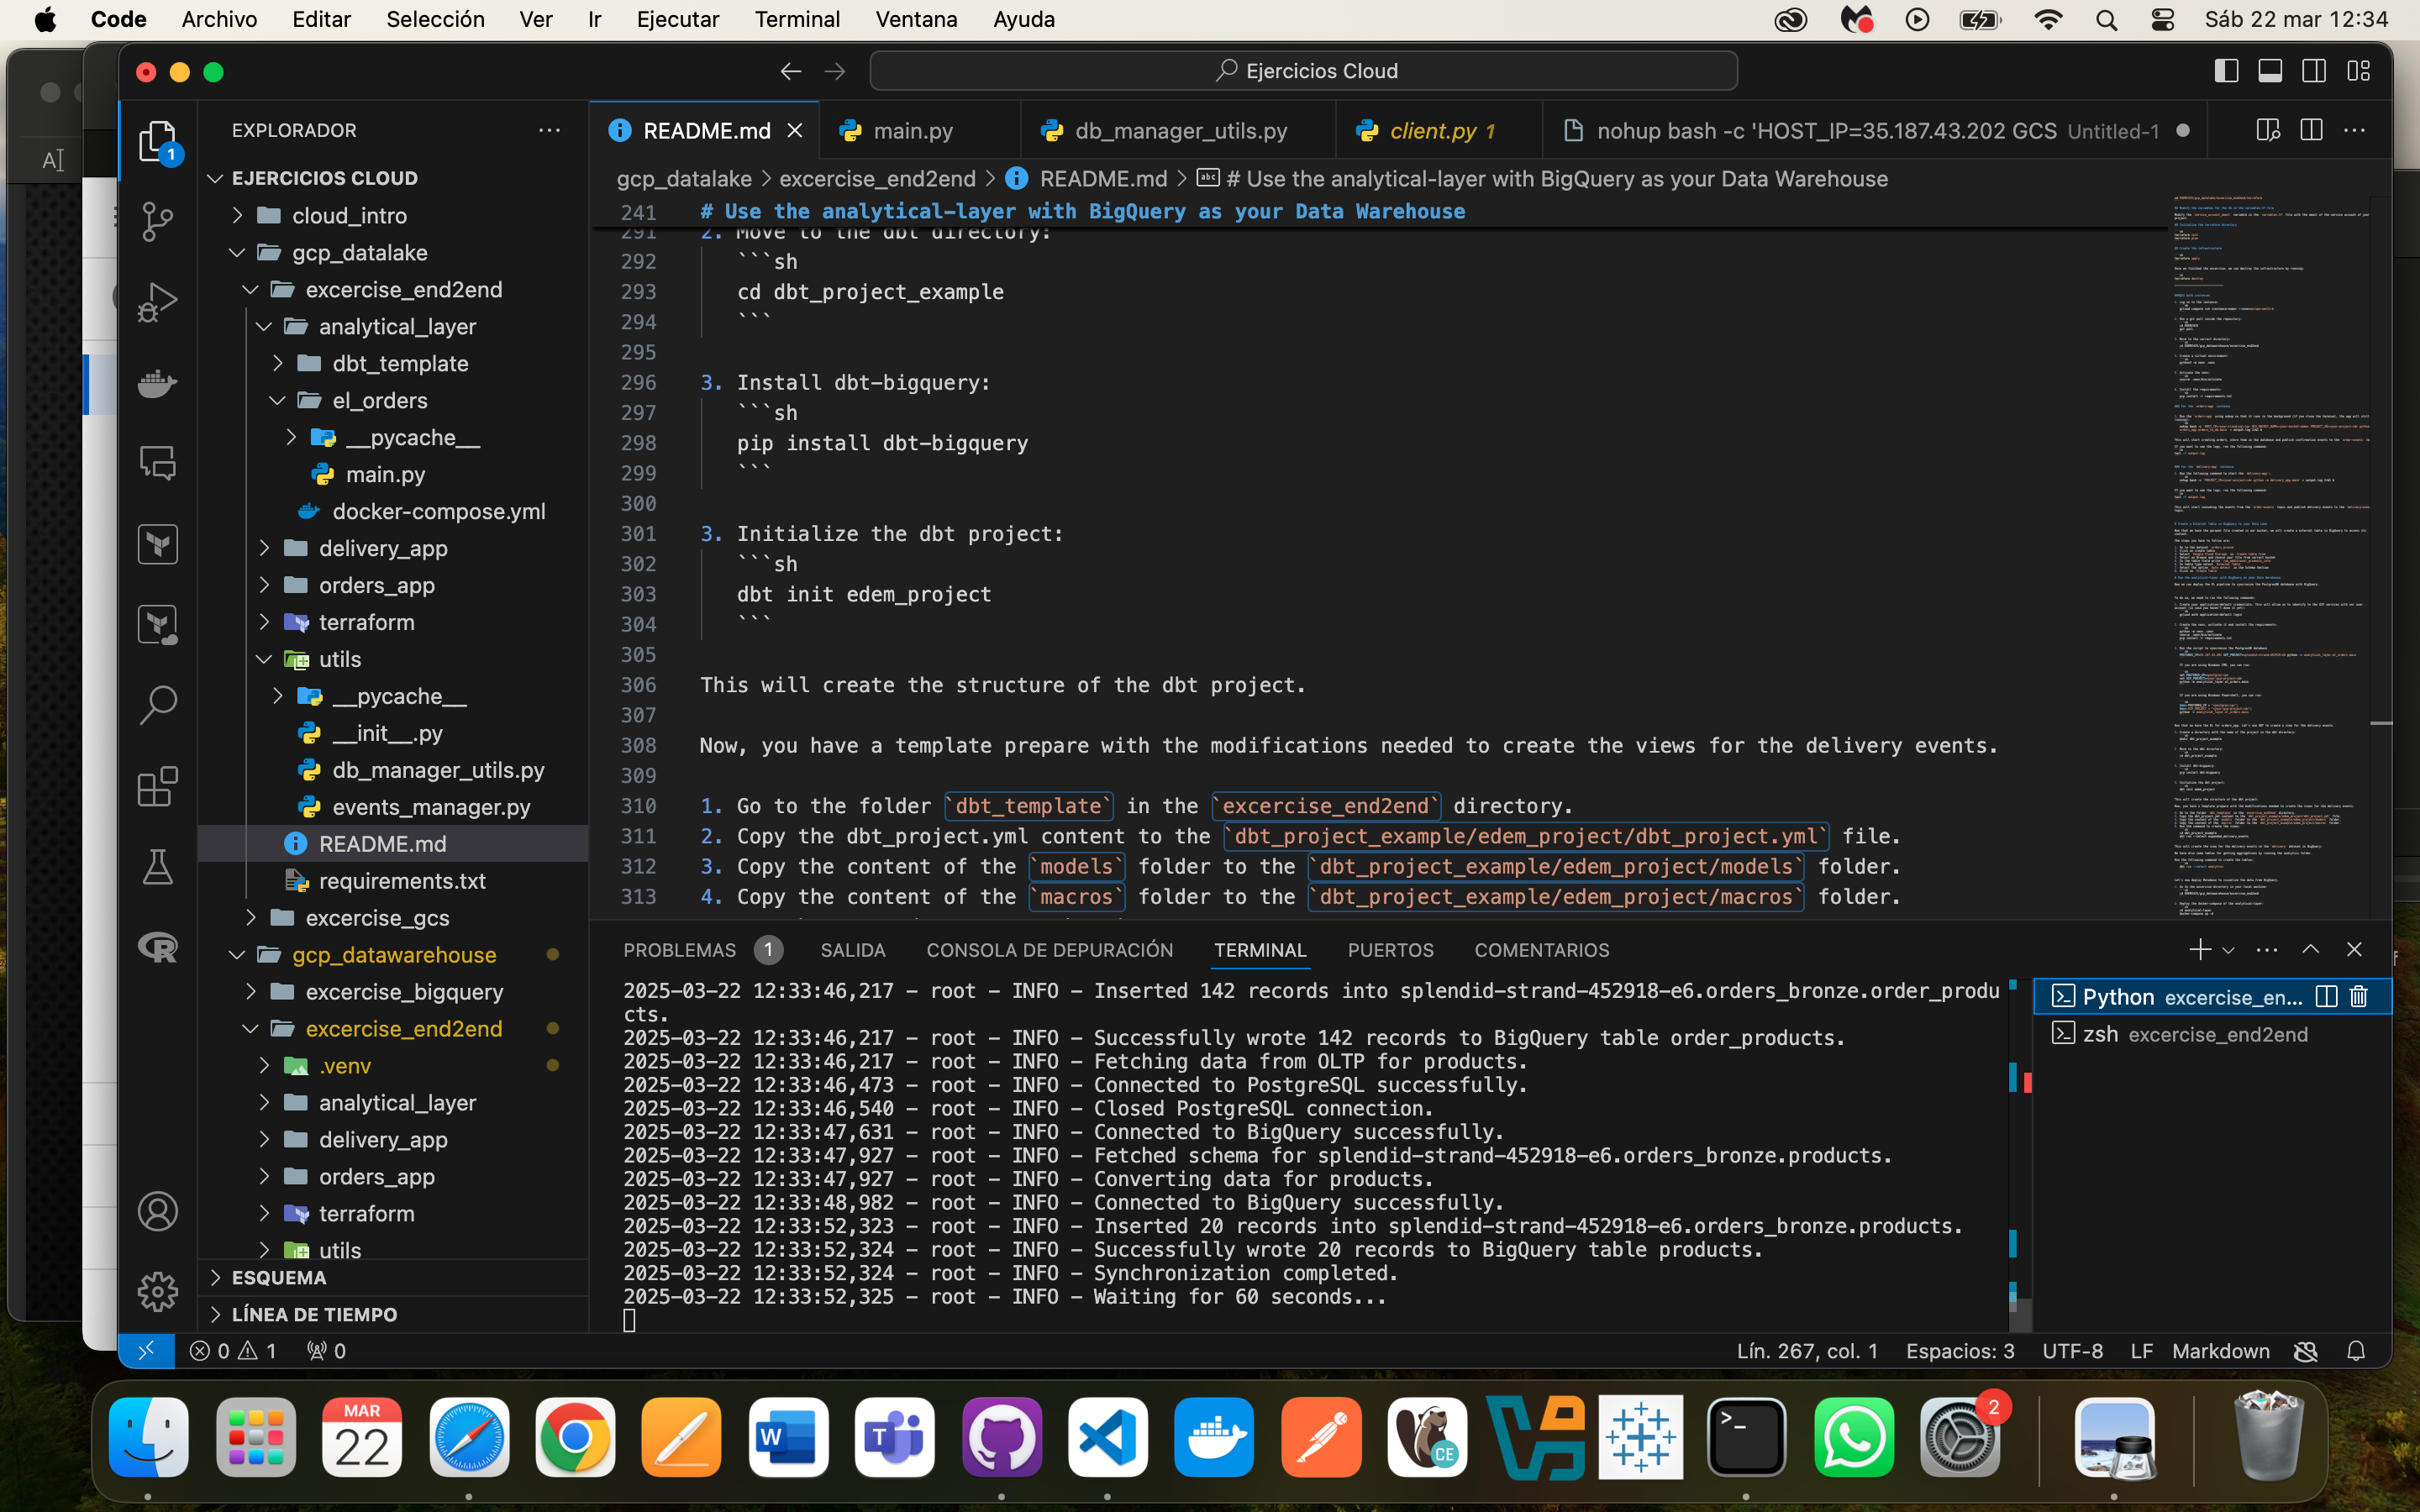 Code Archivo Editar Selección Ver Ir Ejecutar Terminal Ventana Ayuda Sáb 22 mar 12:34
Ejercicios Cloud
EXPLORADOR
README.md main.py db_manager_utils.py client.py 1 nohup bash -c 'HOST_IP=35.187.43.202 GCS Untitled-1
gcp_datalake > excercise_end2end > README.md > # Use the analytical-layer with BigQuery as your Data Warehouse
1
EJERCICIOS CLOUD
cloud_intro
gcp_datalake
excercise_end2end
analytical_layer
dbt_template
el_orders
__pycache__
main.py
docker-compose.yml
delivery_app
orders_app
terraform
utils
__pycache__
__init__.py
db_manager_utils.py
events_manager.py
README.md
requirements.txt
excercise_gcs
gcp_datawarehouse
excercise_bigquery
excercise_end2end
.venv
analytical_layer
delivery_app
orders_app
terraform
utils
ESQUEMA
LÍNEA DE TIEMPO
241 # Use the analytical-layer with BigQuery as your Data Warehouse
291 2. Move to the dbt directory:
292 ```sh
293 cd dbt_project_example
294 ```
295
296 3. Install dbt-bigquery:
297 ```sh
298 pip install dbt-bigquery
299 ```
300
301 3. Initialize the dbt project:
302 ```sh
303 dbt init edem_project
304 ```
305
306 This will create the structure of the dbt project.
307
308 Now, you have a template prepare with the modifications needed to create the views for the delivery events.
309
310 1. Go to the folder `dbt_template` in the `excercise_end2end` directory.
311 2. Copy the dbt_project.yml content to the `dbt_project_example/edem_project/dbt_project.yml` file.
312 3. Copy the content of the `models` folder to the `dbt_project_example/edem_project/models` folder.
313 4. Copy the content of the `macros` folder to the `dbt_project_example/edem_project/macros` folder.
PROBLEMAS 1 SALIDA CONSOLA DE DEPURACIÓN TERMINAL PUERTOS COMENTARIOS
2025-03-22 12:33:46,217 - root - INFO - Inserted 142 records into splendid-strand-452918-e6.orders_bronze.order_produ
cts.
2025-03-22 12:33:46,217 - root - INFO - Successfully wrote 142 records to BigQuery table order_products.
2025-03-22 12:33:46,217 - root - INFO - Fetching data from OLTP for products.
2025-03-22 12:33:46,473 - root - INFO - Connected to PostgreSQL successfully.
2025-03-22 12:33:46,540 - root - INFO - Closed PostgreSQL connection.
2025-03-22 12:33:47,631 - root - INFO - Connected to BigQuery successfully.
2025-03-22 12:33:47,927 - root - INFO - Fetched schema for splendid-strand-452918-e6.orders_bronze.products.
2025-03-22 12:33:47,927 - root - INFO - Converting data for products.
2025-03-22 12:33:48,982 - root - INFO - Connected to BigQuery successfully.
2025-03-22 12:33:52,323 - root - INFO - Inserted 20 records into splendid-strand-452918-e6.orders_bronze.products.
2025-03-22 12:33:52,324 - root - INFO - Successfully wrote 20 records to BigQuery table products.
2025-03-22 12:33:52,324 - root - INFO - Synchronization completed.
2025-03-22 12:33:52,325 - root - INFO - Waiting for 60 seconds...
Python excercise_en...
zsh excercise_end2end
0 1 0 Lín. 267, col. 1 Espacios: 3 UTF-8 LF Markdown
MAR
22
W
T
CE
2